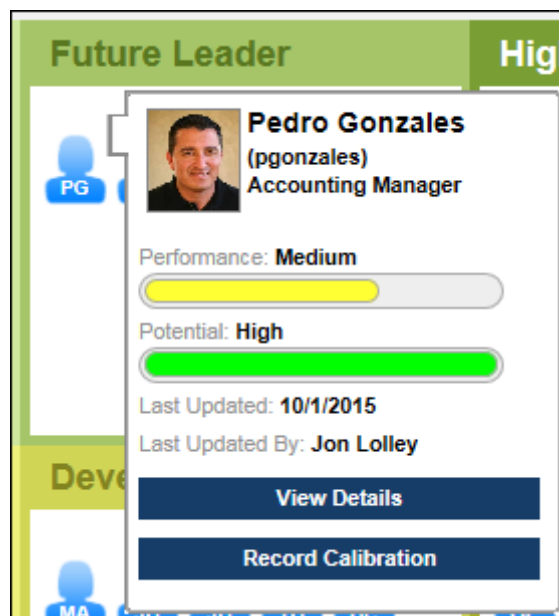 Future Leader
Hig
Pedro Gonzales
(pgonzales)
Accounting Manager
PG
Performance: Medium
Potential: High
Last Updated: 10/1/2015
Last Updated By: Jon Lolley
Deve
View Details
Record Calibration
MA